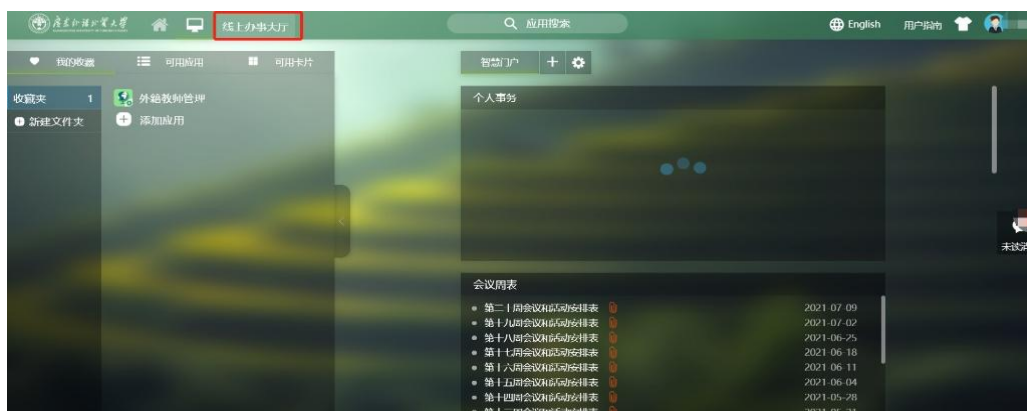 线上办事大厅
应用搜索
English
用户指南
我的收藏
可用应用
可用卡片
收藏夹 1
新建文件夹
外籍教师管理
添加应用
智慧门户
个人事务
未读消
会议周表
第二十周会议和活动安排表 2021-07-09
第十九周会议和活动安排表 2021-07-02
第十八周会议和活动安排表 2021-06-25
第十七周会议和活动安排表 2021-06-18
第十六周会议和活动安排表 2021-06-11
第十五周会议和活动安排表 2021-06-04
第十四周会议和活动安排表 2021-05-28